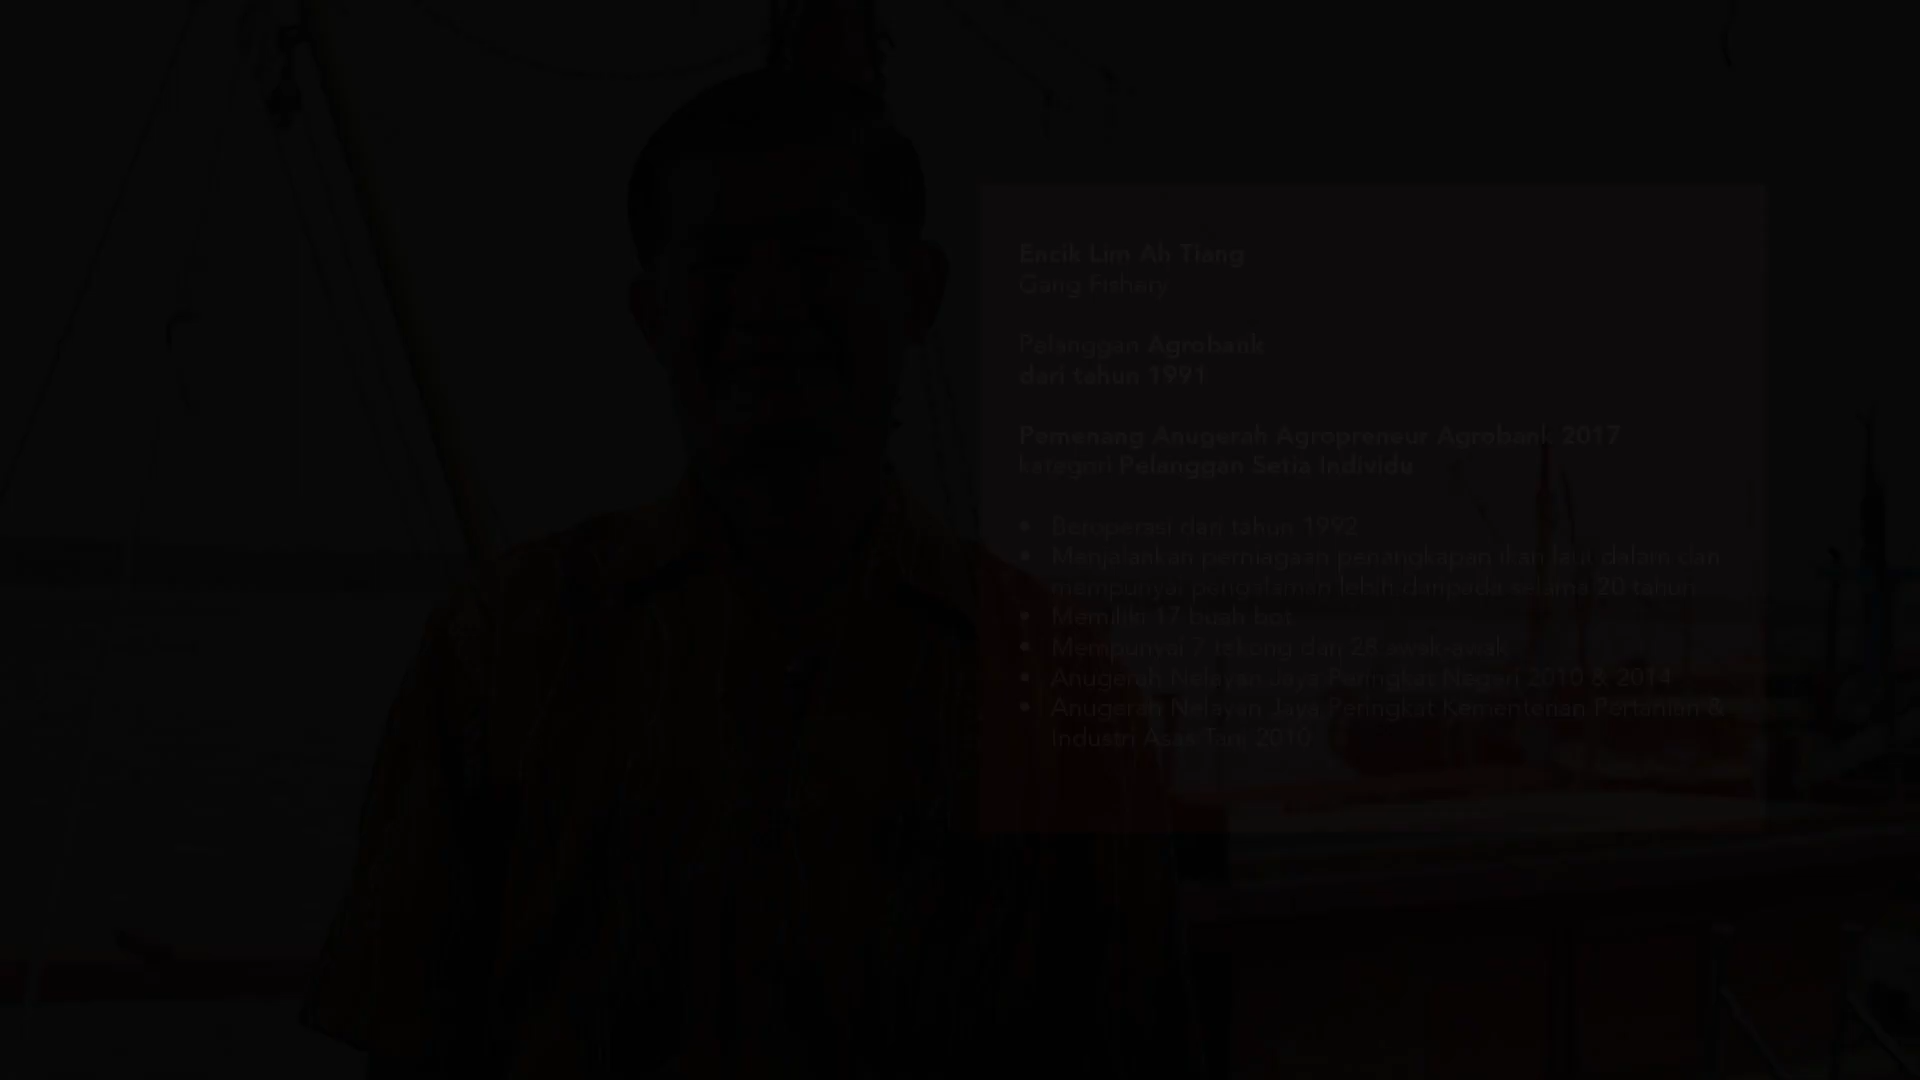 Encik Lim Ah Tiang
Gang Fishery
Pelanggan Agrobank
dari tahun 1991
Pemenang Anugerah Agropreneur Agrobank 2017
kategori Pelanggan Setia Individu
• Beroperasi dari tahun 1992
• Menjalankan perniagaan penangkapan ikan laut dalam dan
mempunyai pengalaman lebih daripada selama 20 tahun
• Memiliki 17 buah bot
• Mempunyai 7 tekong dan 28 awak-awak
• Anugerah Nelayan Jaya Peringkat Negeri 2010 & 2014
• Anugerah Nelayan Jaya Peringkat Kementerian Pertanian &
Industri Asas Tani 2010